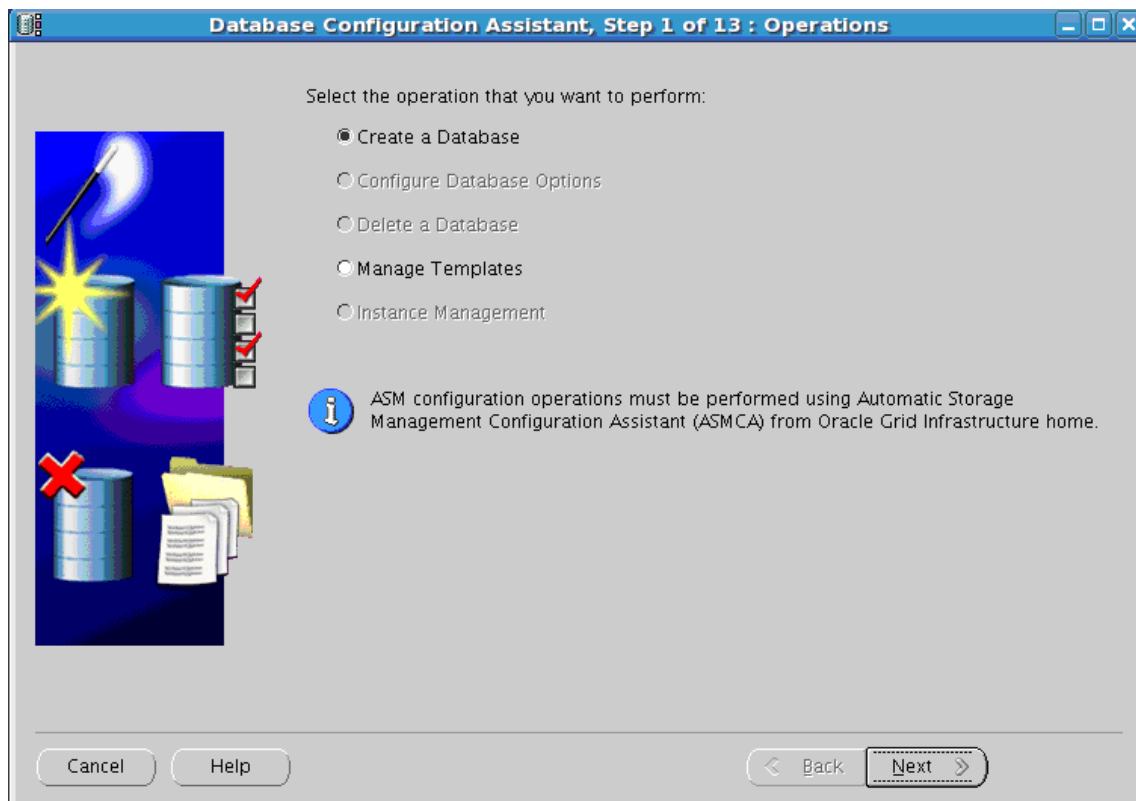 Database Configuration Assistant, Step 1 of 13 : Operations
Select the operation that you want to perform:
Create a Database
Configure Database Options
Delete a Database
Manage Templates
Instance Management
ASM configuration operations must be performed using Automatic Storage
Management Configuration Assistant (ASMCA) from Oracle Grid Infrastructure home.
Cancel
Help
Back
Next